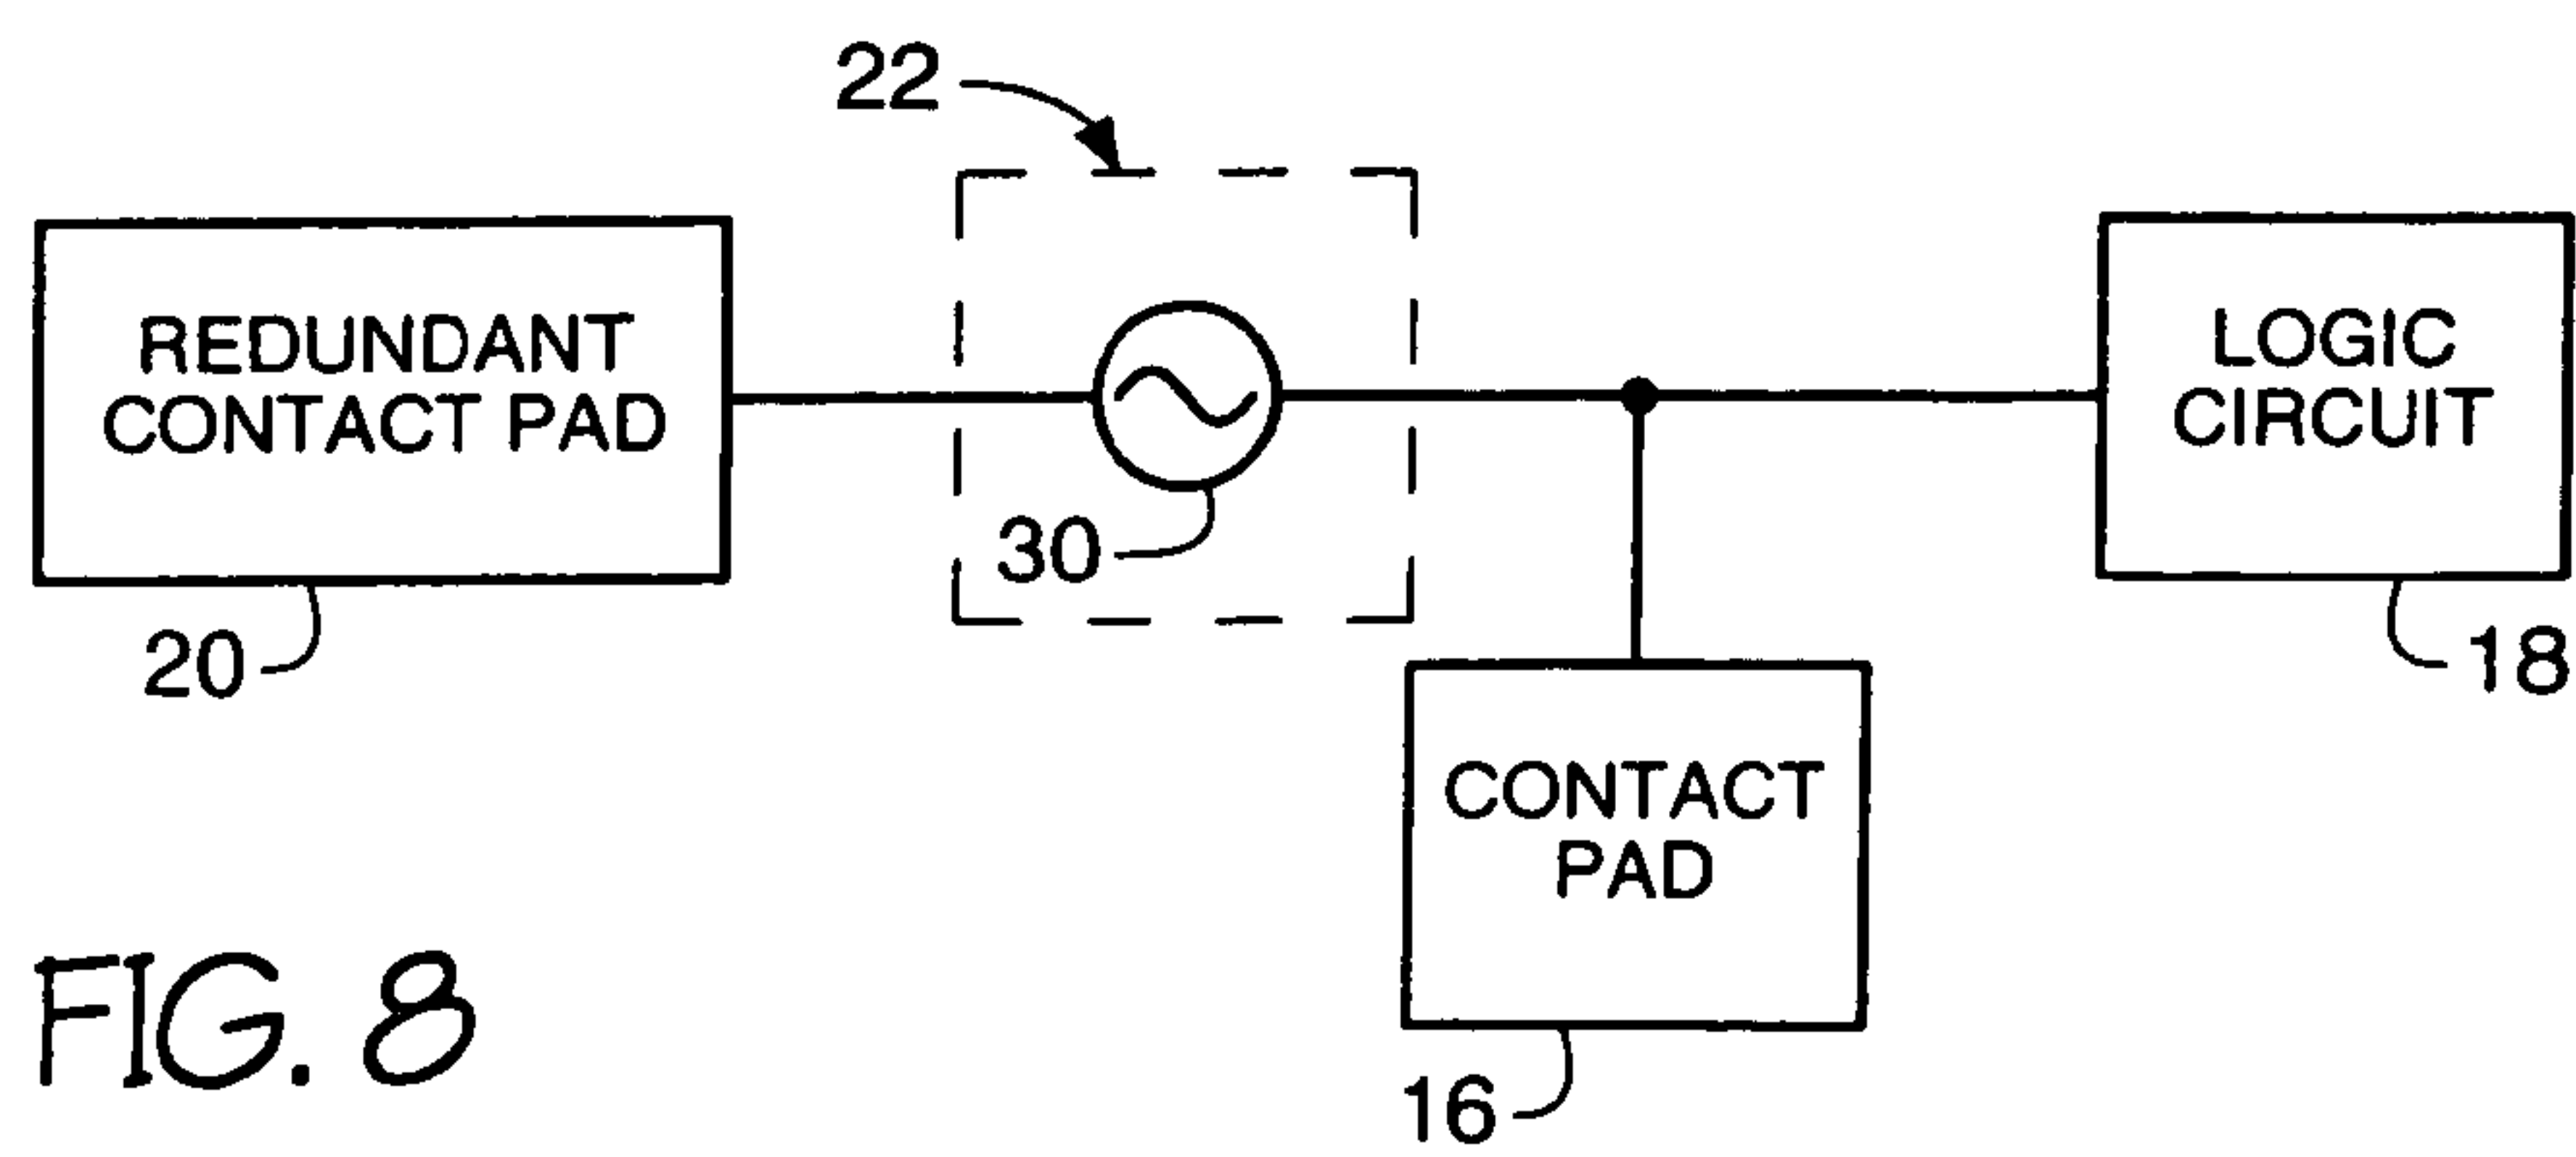 22
REDUNDANT
CONTACT PAD
LOGIC
CIRCUIT
30
20
18
CONTACT
PAD
FIG. 8
16